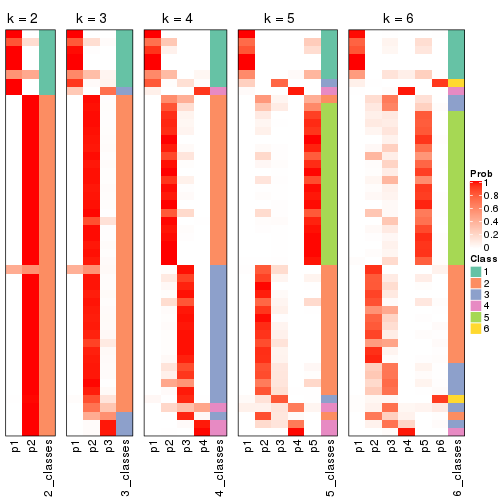 k = 2
k = 3
k = 4
k = 5
k = 6
Prob
1
0.8
0.6
0.4
0.2
0
Class
1
2
3
4
5
6
p1
p2
2_classes
p1
p2
p3
3_classes
p1
p2
p3
p4
4_classes
p1
p2
p3
p4
p5
5_classes
p1
p2
p3
p4
p5
p6
6_classes